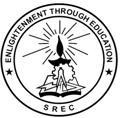 ENLIGHTENMENT THROUGH EDUCATION
★ SREC ★